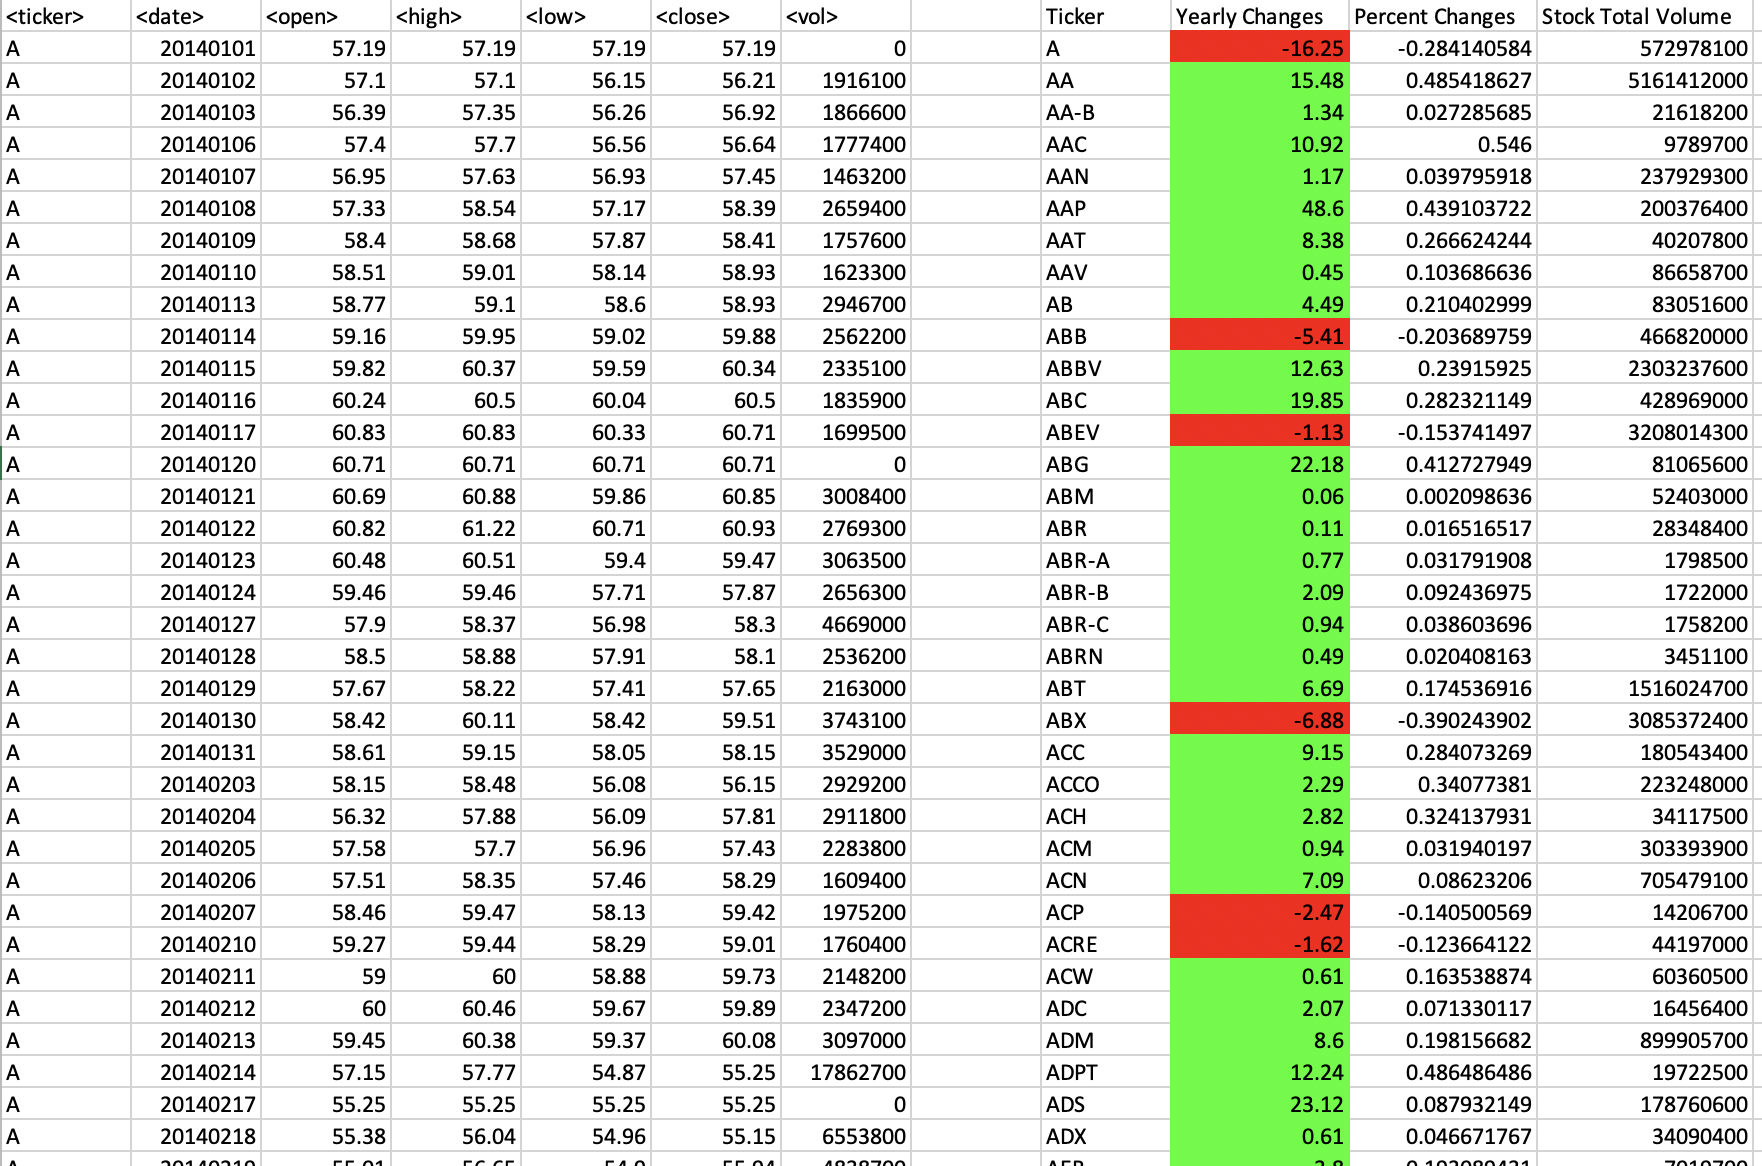 <ticker> <date> <open> <high> <low> <close> <vol> Ticker Yearly Changes Percent Changes Stock Total Volume
A 20140101 57.19 57.19 57.19 57.19 0 A -16.25 -0.284140584 572978100
A 20140102 57.1 57.1 56.15 56.21 1916100 AA 15.48 0.485418627 5161412000
A 20140103 56.39 57.35 56.26 56.92 1866600 AA-B 1.34 0.027285685 21618200
A 20140106 57.4 57.7 56.56 56.64 1777400 AAC 10.92 0.546 9789700
A 20140107 56.95 57.63 56.93 57.45 1463200 AAN 1.17 0.039795918 237929300
A 20140108 57.33 58.54 57.17 58.39 2659400 AAP 48.6 0.439103722 200376400
A 20140109 58.4 58.68 57.87 58.41 1757600 AAT 8.38 0.266624244 40207800
A 20140110 58.51 59.01 58.14 58.93 1623300 AAV 0.45 0.103686636 86658700
A 20140113 58.77 59.1 58.6 58.93 2946700 AB 4.49 0.210402999 83051600
A 20140114 59.16 59.95 59.02 59.88 2562200 ABB -5.41 -0.203689759 466820000
A 20140115 59.82 60.37 59.59 60.34 2335100 ABBV 12.63 0.23915925 2303237600
A 20140116 60.24 60.5 60.04 60.5 1835900 ABC 19.85 0.282321149 428969000
A 20140117 60.83 60.83 60.33 60.71 1699500 ABEV -1.13 -0.153741497 3208014300
A 20140120 60.71 60.71 60.71 60.71 0 ABG 22.18 0.412727949 81065600
A 20140121 60.69 60.88 59.86 60.85 3008400 ABM 0.06 0.002098636 52403000
A 20140122 60.82 61.22 60.71 60.93 2769300 ABR 0.11 0.016516517 28348400
A 20140123 60.48 60.51 59.4 59.47 3063500 ABR-A 0.77 0.031791908 1798500
A 20140124 59.46 59.46 57.71 57.87 2656300 ABR-B 2.09 0.092436975 1722000
A 20140127 57.9 58.37 56.98 58.3 4669000 ABR-C 0.94 0.038603696 1758200
A 20140128 58.5 58.88 57.91 58.1 2536200 ABRN 0.49 0.020408163 3451100
A 20140129 57.67 58.22 57.41 57.65 2163000 ABT 6.69 0.174536916 1516024700
A 20140130 58.42 60.11 58.42 59.51 3743100 ABX -6.88 -0.390243902 3085372400
A 20140131 58.61 59.15 58.05 58.15 3529000 ACC 9.15 0.284073269 180543400
A 20140203 58.15 58.48 56.08 56.15 2929200 ACCO 2.29 0.34077381 223248000
A 20140204 56.32 57.88 56.09 57.81 2911800 ACH 2.82 0.324137931 34117500
A 20140205 57.58 57.7 56.96 57.43 2283800 ACM 0.94 0.031940197 303393900
A 20140206 57.51 58.35 57.46 58.29 1609400 ACN 7.09 0.08623206 705479100
A 20140207 58.46 59.47 58.13 59.42 1975200 ACP -2.47 -0.140500569 14206700
A 20140210 59.27 59.44 58.29 59.01 1760400 ACRE -1.62 -0.123664122 44197000
A 20140211 59 60 58.88 59.73 2148200 ACW 0.61 0.163538874 60360500
A 20140212 60 60.46 59.67 59.89 2347200 ADC 2.07 0.071330117 16456400
A 20140213 59.45 60.38 59.37 60.08 3097000 ADM 8.6 0.198156682 899905700
A 20140214 57.15 57.77 54.87 55.25 17862700 ADPT 12.24 0.486486486 19722500
A 20140217 55.25 55.25 55.25 55.25 0 ADS 23.12 0.087932149 178760600
A 20140218 55.38 56.04 54.96 55.15 6553800 ADX 0.61 0.046671767 34090400